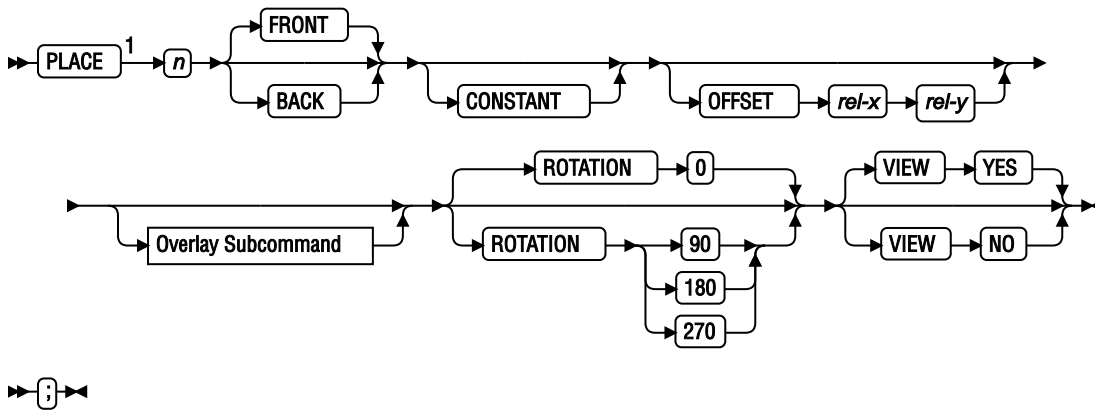 FRONT
PLACE 1 n
BACK CONSTANT OFFSET rel-x rel-y
ROTATION 0 VIEW YES
Overlay Subcommand ROTATION 90 VIEW NO
180
270
;